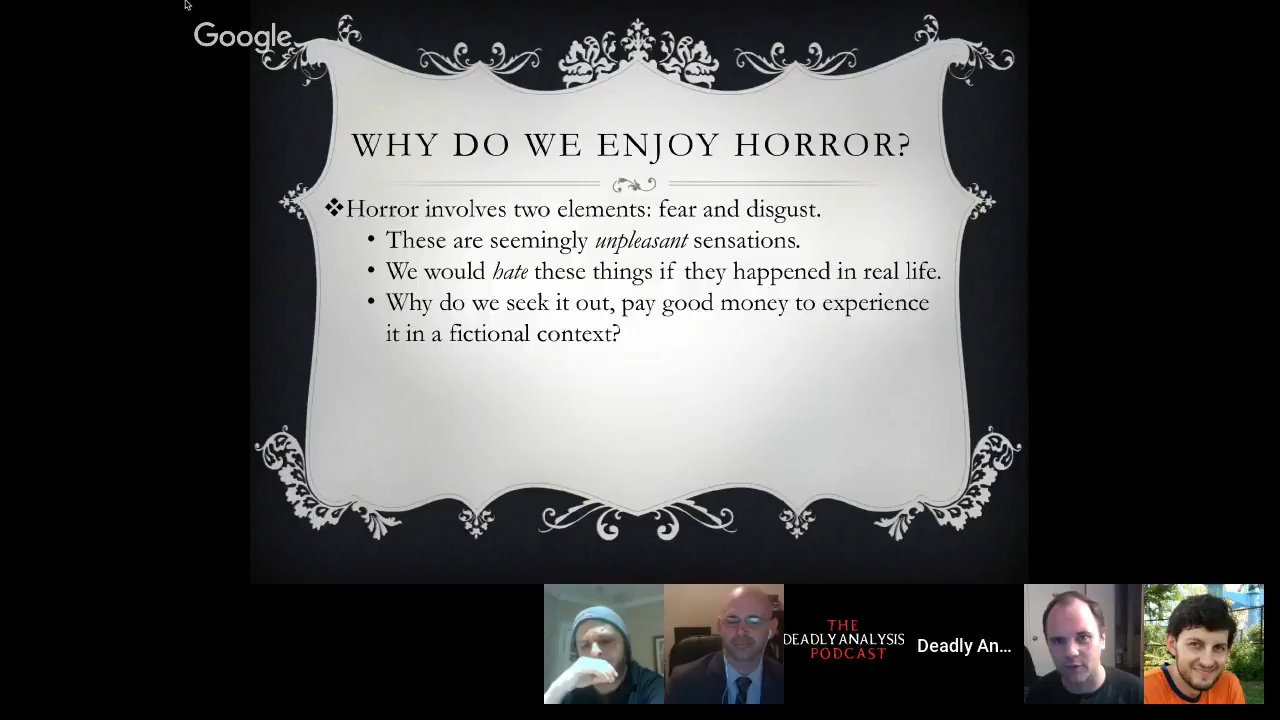 Google
WHY DO WE ENJOY HORROR?
❖Horror involves two elements: fear and disgust.
• These are seemingly unpleasant sensations.
• We would hate these things if they happened in real life.
• Why do we seek it out, pay good money to experience
it in a fictional context?
THE
DEADLY ANALYSIS
PODCAST
Deadly An...